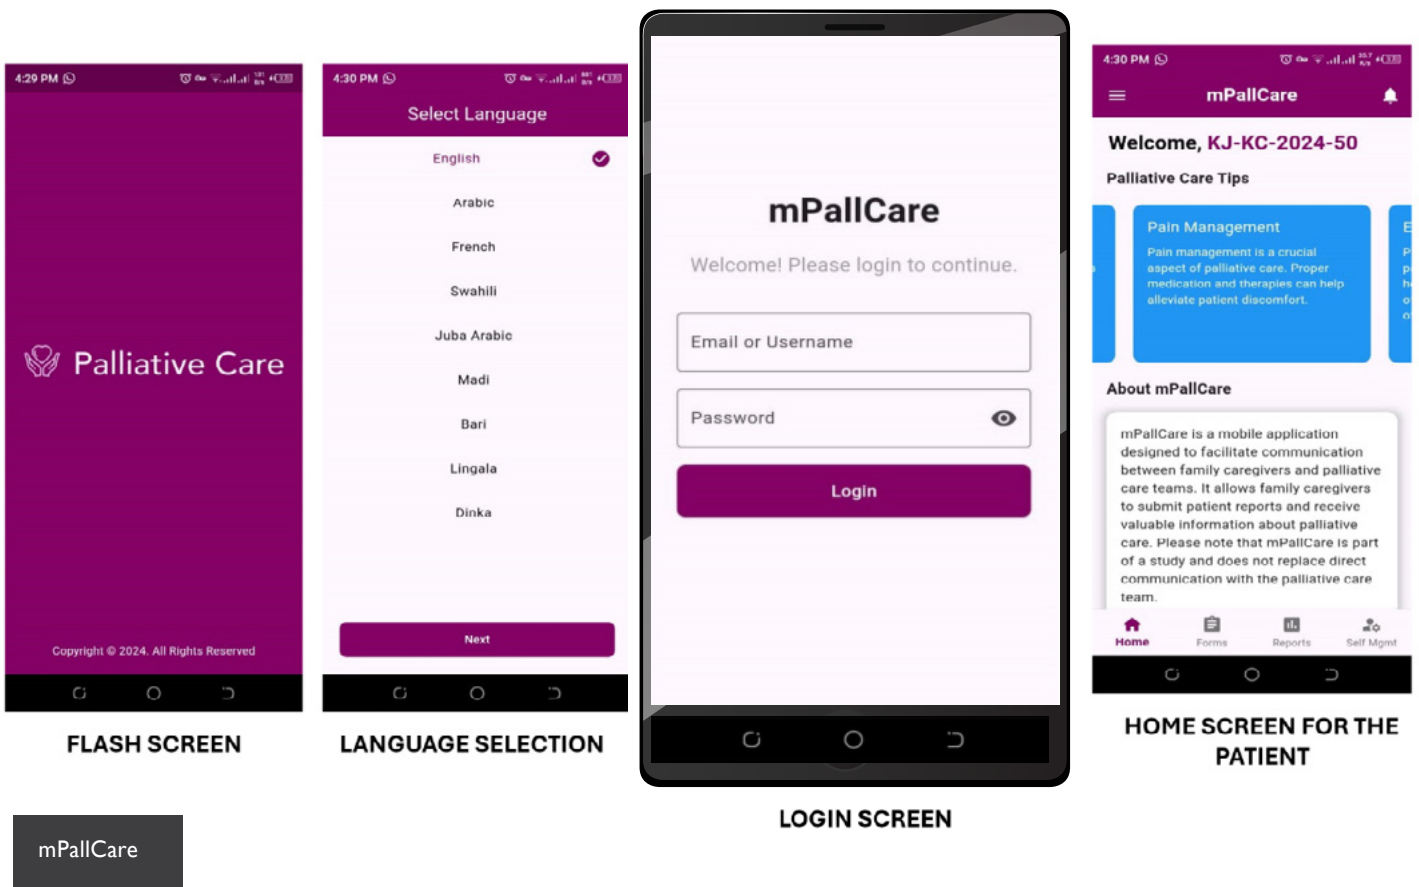 4:29 PM
Palliative Care
Copyright © 2024. All Rights Reserved
FLASH SCREEN
4:30 PM
Select Language
English
Arabic
French
Swahili
Juba Arabic
Madi
Bari
Lingala
Dinka
Next
LANGUAGE SELECTION
mPallCare
Welcome! Please login to continue.
Email or Username
Password
Login
LOGIN SCREEN
4:30 PM
mPallCare
Welcome, KJ-KC-2024-50
Palliative Care Tips
Pain Management
Pain management is a crucial
aspect of palliative care. Proper
medication and therapies can help
alleviate patient discomfort.
About mPallCare
mPallCare is a mobile application
designed to facilitate communication
between family caregivers and palliative
care teams. It allows family caregivers
to submit patient reports and receive
valuable information about palliative
care. Please note that mPallCare is part
of a study and does not replace direct
communication with the palliative care
team.
Home Forms Reports Self Mgmt
HOME SCREEN FOR THE
PATIENT
mPallCare